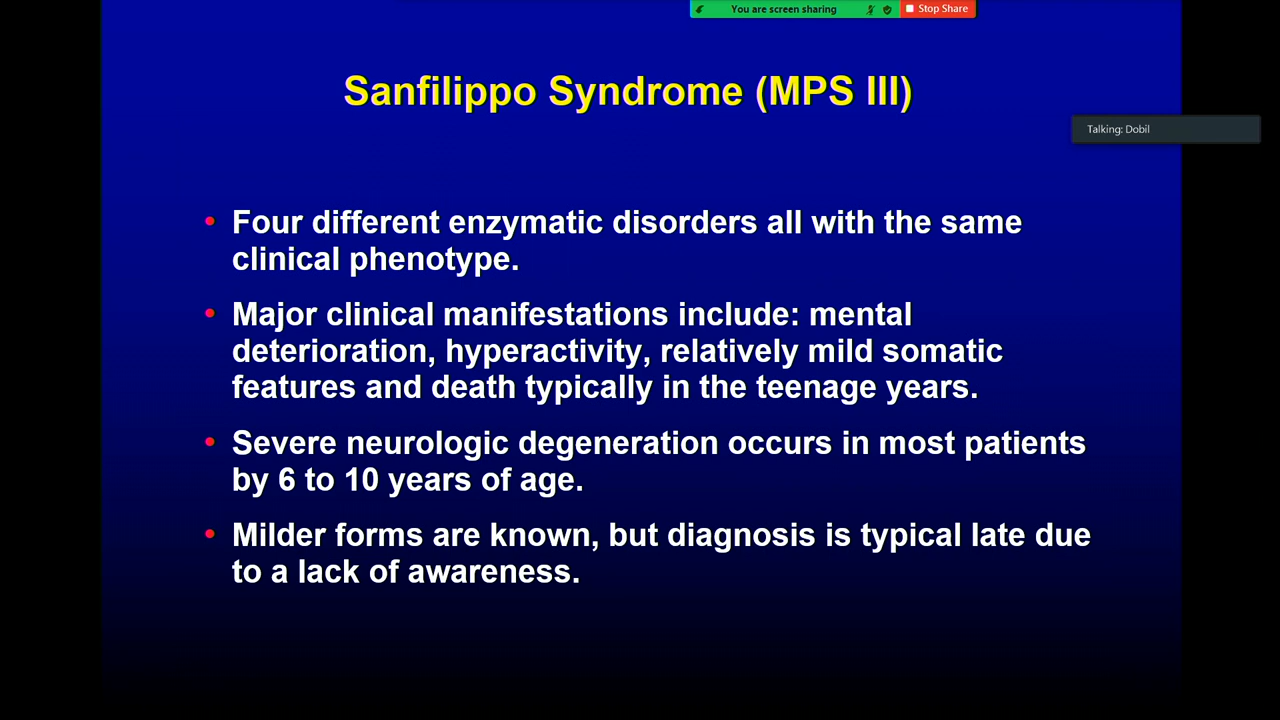 You are screen sharing
Stop Share
Sanfilippo Syndrome (MPS III)
Talking: Dobil
• Four different enzymatic disorders all with the same
clinical phenotype.
• Major clinical manifestations include: mental
deterioration, hyperactivity, relatively mild somatic
features and death typically in the teenage years.
• Severe neurologic degeneration occurs in most patients
by 6 to 10 years of age.
• Milder forms are known, but diagnosis is typical late due
to a lack of awareness.